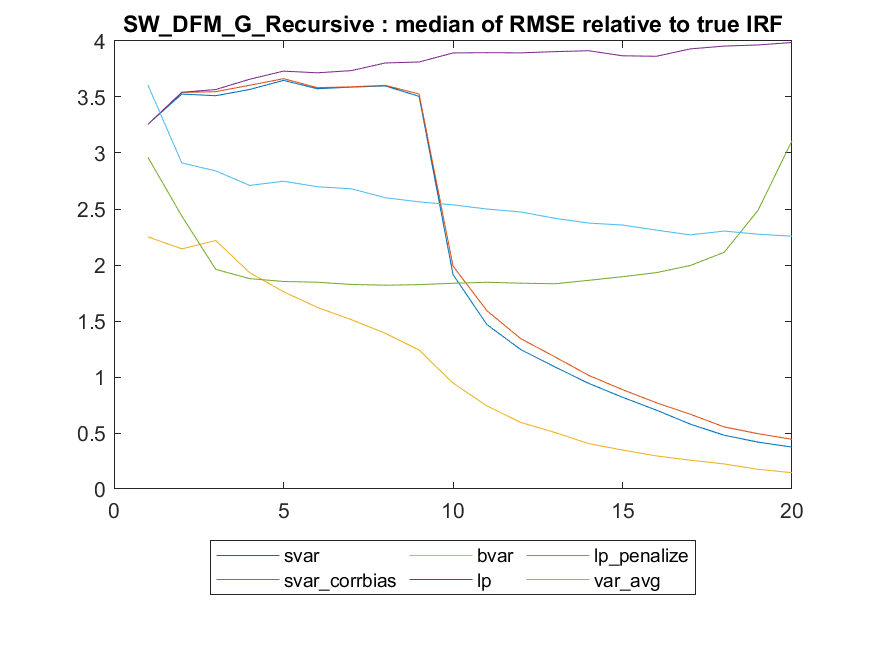 SW_DFM_G_Recursive : median of RMSE relative to true IRF
4
3.5
3
2.5
2
1.5
1
0.5
0
0 5 10 15 20
svar bvar lp_penalize
svar_corrbias lp var_avg